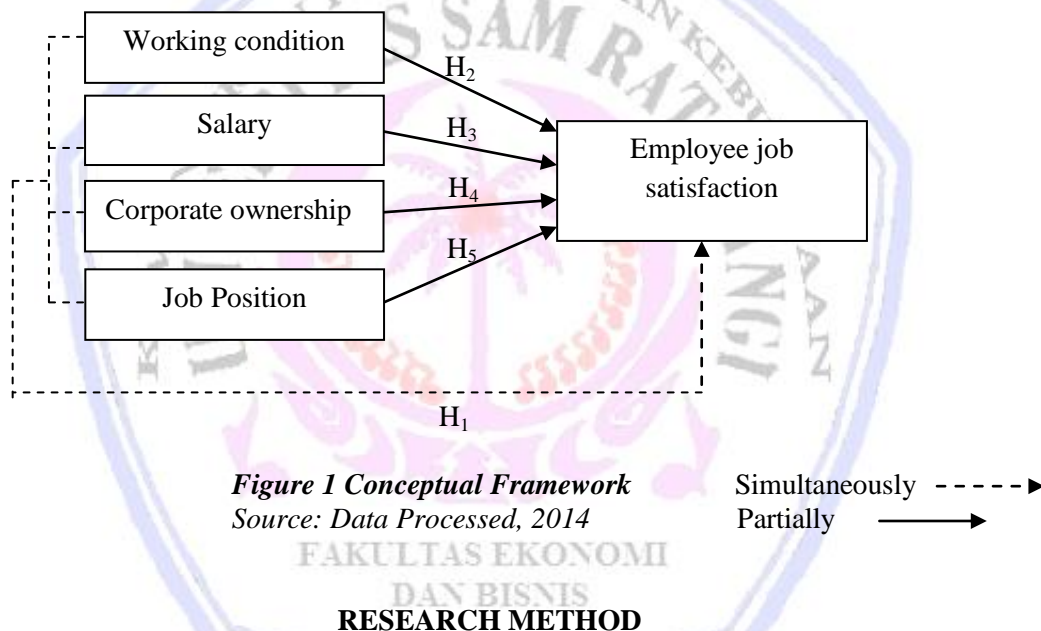 Working condition
Salary
Corporate ownership
Job Position
H₂
H₃
H₄
H₅
Employee job
satisfaction
H₁
Figure 1 Conceptual Framework
Source: Data Processed, 2014
Simultaneously
Partially
FAKULTAS EKONOMI
DAN BISNIS
RESEARCH METHOD